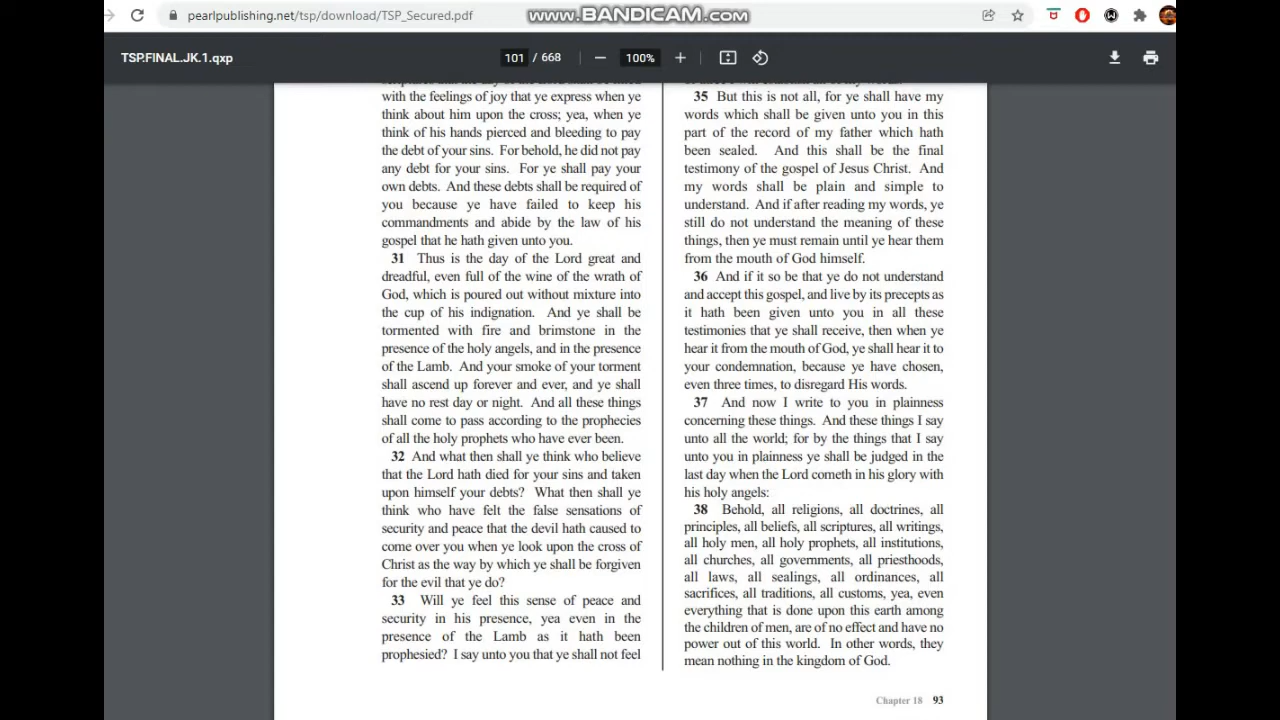 pearlpublishing.net/tsp/download/TSP_Secured.pdf
www.BANDICAM.com
TSP.FINAL.JK.1.qxp
101 / 668
100%
with the feelings of joy that ye express when ye
think about him upon the cross; yea, when ye
think of his hands pierced and bleeding to pay
the debt of your sins. For behold, he did not pay
any debt for your sins. For ye shall pay your
own debts. And these debts shall be required of
you because ye have failed to keep his
commandments and abide by the law of his
gospel that he hath given unto you.
31 Thus is the day of the Lord great and
dreadful, even full of the wine of the wrath of
God, which is poured out without mixture into
the cup of his indignation. And ye shall be
tormented with fire and brimstone in the
presence of the holy angels, and in the presence
of the Lamb. And your smoke of your torment
shall ascend up forever and ever, and ye shall
have no rest day or night. And all these things
shall come to pass according to the prophecies
of all the holy prophets who have ever been.
32 And what then shall ye think who believe
that the Lord hath died for your sins and taken
upon himself your debts? What then shall ye
think who have felt the false sensations of
security and peace that the devil hath caused to
come over you when ye look upon the cross of
Christ as the way by which ye shall be forgiven
for the evil that ye do?
33 Will ye feel this sense of peace and
security in his presence, yea even in the
presence of the Lamb as it hath been
prophesied? I say unto you that ye shall not feel
35 But this is not all, for ye shall have my
words which shall be given unto you in this
part of the record of my father which hath
been sealed. And this shall be the final
testimony of the gospel of Jesus Christ. And
my words shall be plain and simple to
understand. And if after reading my words, ye
still do not understand the meaning of these
things, then ye must remain until ye hear them
from the mouth of God himself.
36 And if it so be that ye do not understand
and accept this gospel, and live by its precepts as
it hath been given unto you in all these
testimonies that ye shall receive, then when ye
hear it from the mouth of God, ye shall hear it to
your condemnation, because ye have chosen,
even three times, to disregard His words.
37 And now I write to you in plainness
concerning these things. And these things I say
unto all the world; for by the things that I say
unto you in plainness ye shall be judged in the
last day when the Lord cometh in his glory with
his holy angels:
38 Behold, all religions, all doctrines, all
principles, all beliefs, all scriptures, all writings,
all holy men, all holy prophets, all institutions,
all churches, all governments, all priesthoods,
all laws, all sealings, all ordinances, all
sacrifices, all traditions, all customs, yea, even
everything that is done upon this earth among
the children of men, are of no effect and have no
power out of this world. In other words, they
mean nothing in the kingdom of God.
Chapter 18 93